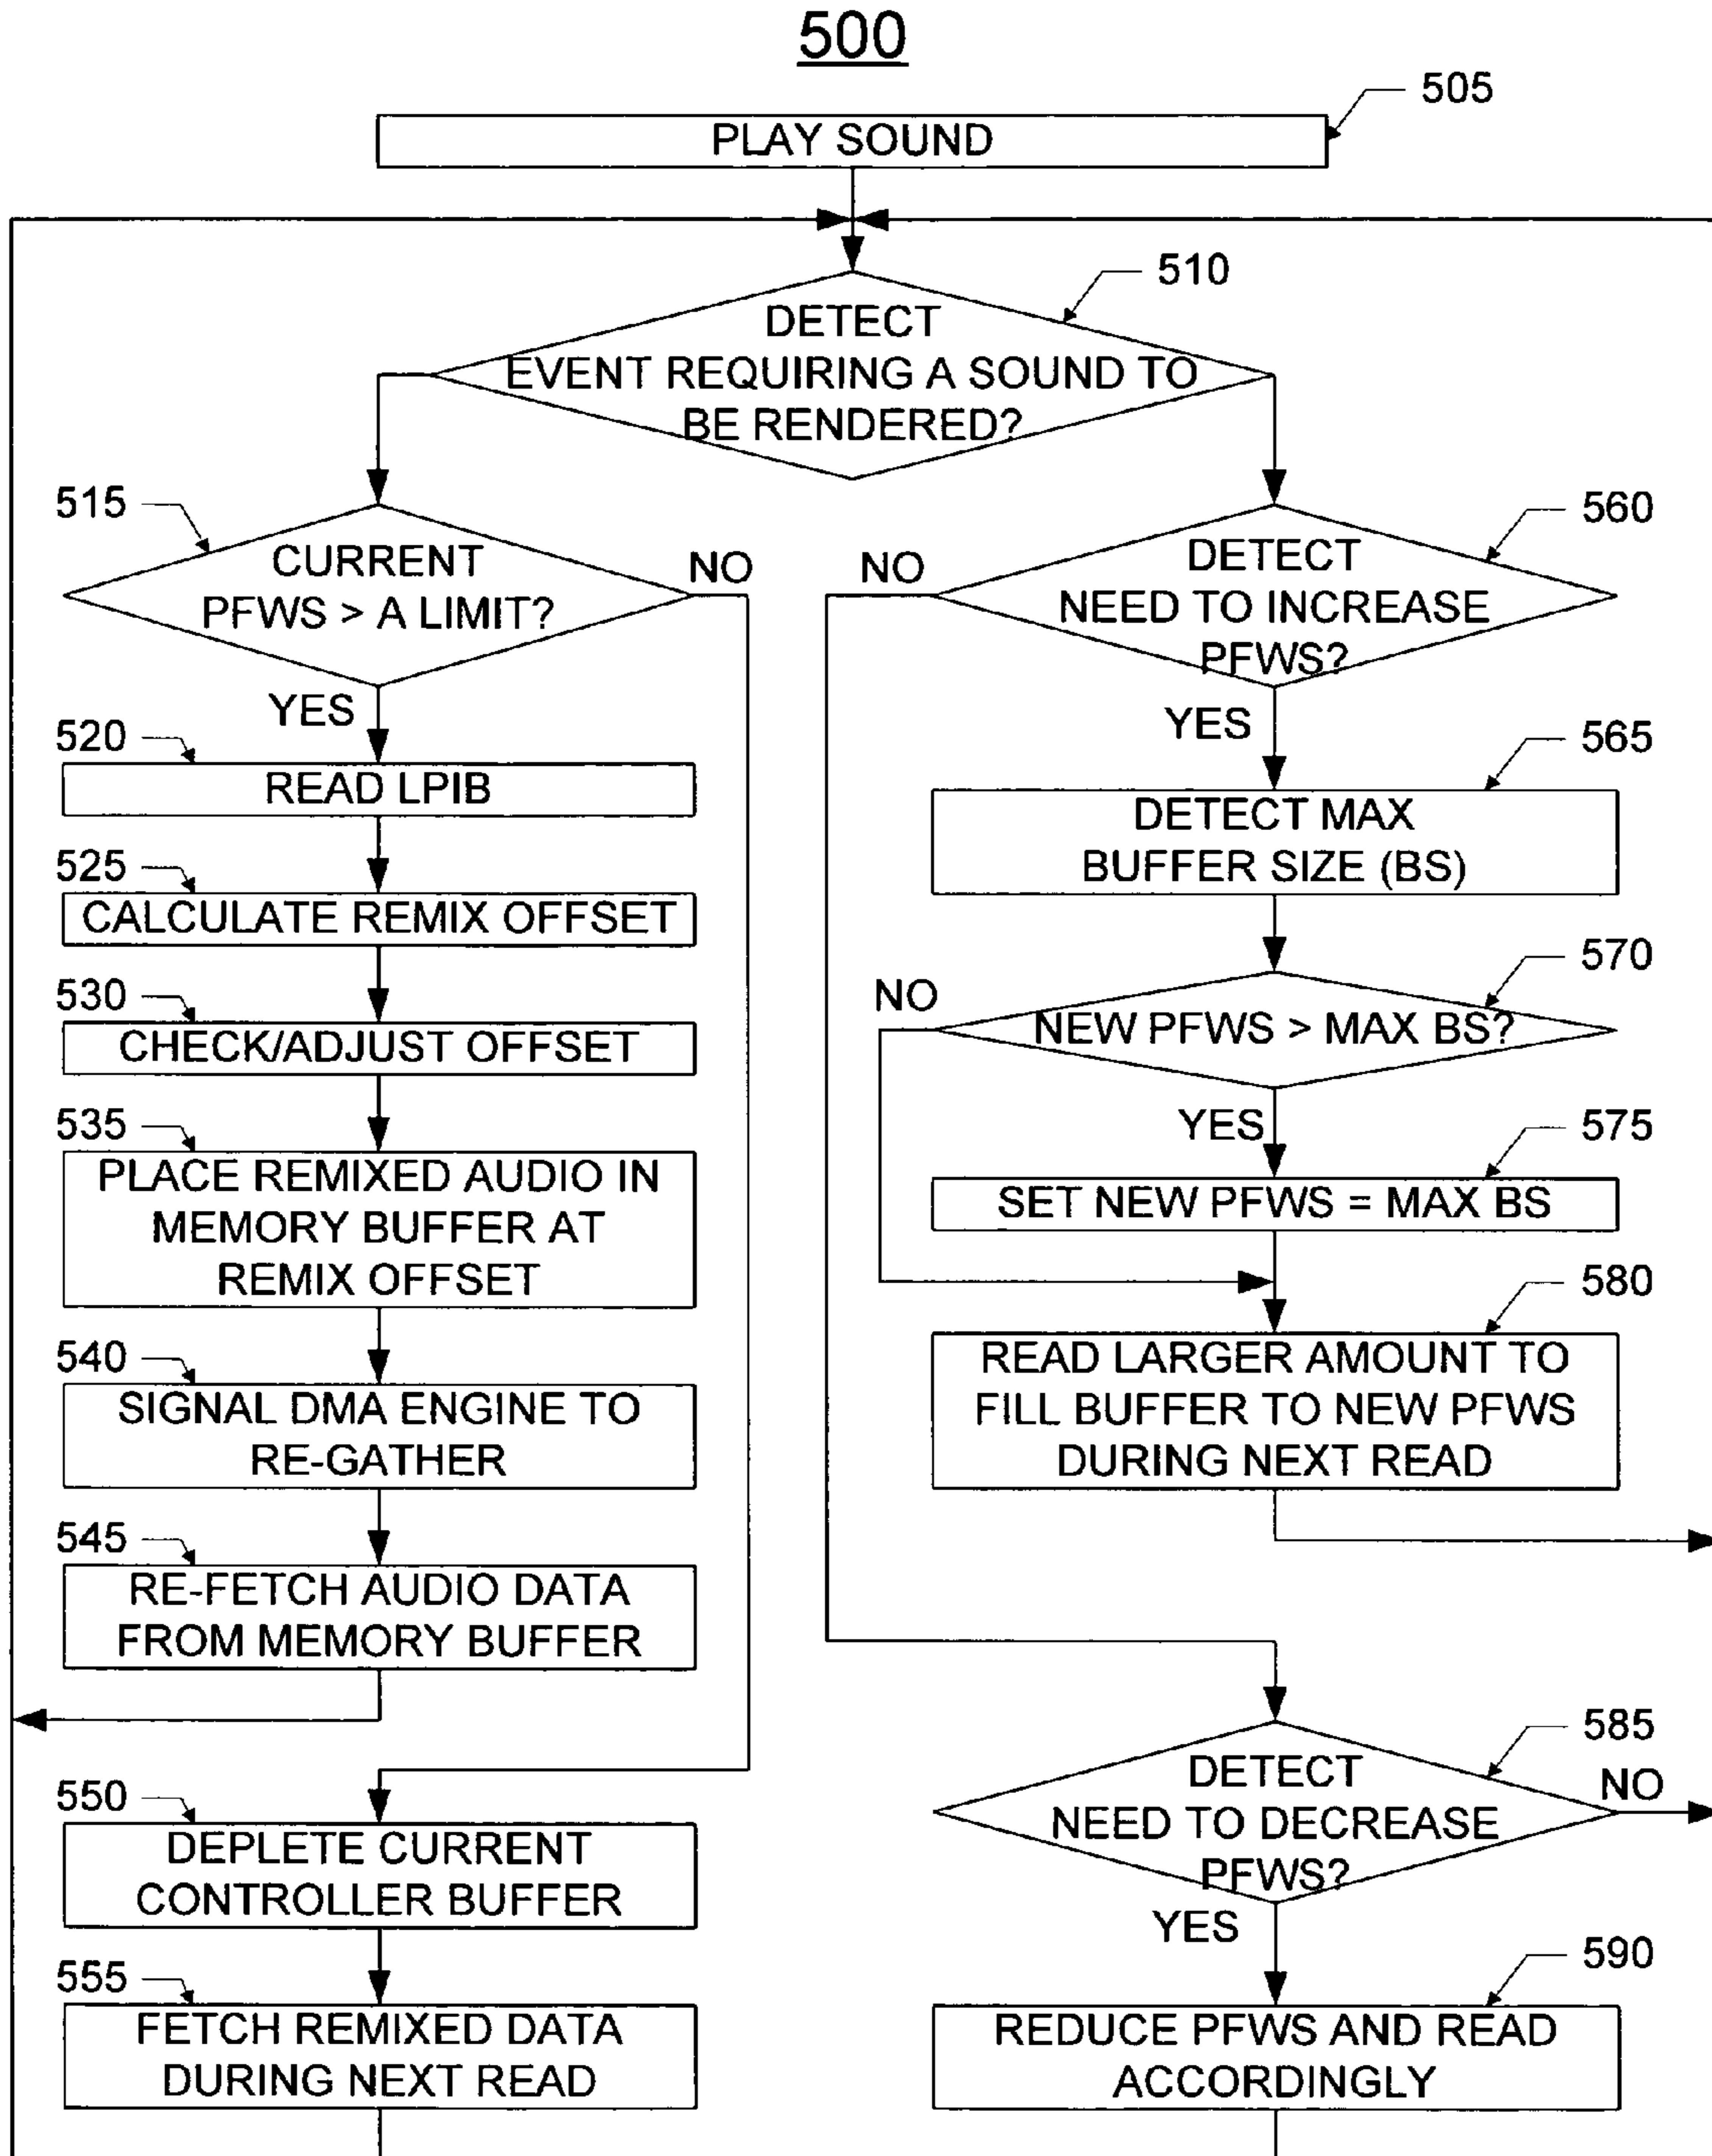 500
505
PLAY SOUND
510
DETECT
EVENT REQUIRING A SOUND TO
BE RENDERED?
515
CURRENT
PFWS > A LIMIT?
NO
YES
520
READ LPIB
525
CALCULATE REMIX OFFSET
530
CHECK/ADJUST OFFSET
535
PLACE REMIXED AUDIO IN
MEMORY BUFFER AT
REMIX OFFSET
540
SIGNAL DMA ENGINE TO
RE-GATHER
545
RE-FETCH AUDIO DATA
FROM MEMORY BUFFER
550
DEPLETE CURRENT
CONTROLLER BUFFER
555
FETCH REMIXED DATA
DURING NEXT READ
560
NO
DETECT
NEED TO INCREASE
PFWS?
YES
565
DETECT MAX
BUFFER SIZE (BS)
570
NO
NEW PFWS > MAX BS?
YES
575
SET NEW PFWS = MAX BS
580
READ LARGER AMOUNT TO
FILL BUFFER TO NEW PFWS
DURING NEXT READ
585
DETECT
NEED TO DECREASE
PFWS?
NO
YES
590
REDUCE PFWS AND READ
ACCORDINGLY